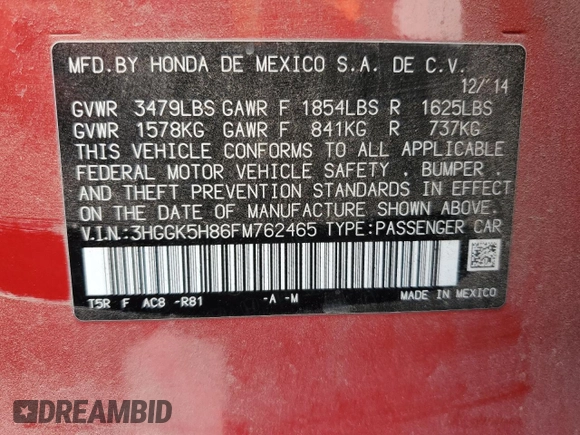 MFD.BY HONDA DE MEXICO S.A. DE C.V.
12/'14
GVWR 3479LBS GAWR F 1854LBS R 1625LBS
GVWR 1578KG GAWR F 841KG R 737KG
THIS VEHICLE CONFORMS TO ALL APPLICABLE
FEDERAL MOTOR VEHICLE SAFETY , BUMPER ,
AND THEFT PREVENTION STANDARDS IN EFFECT
ON THE DATE OF MANUFACTURE SHOWN ABOVE.
V.I.N.:3HGGK5H86FM762465 TYPE:PASSENGER CAR
T5R F AC8 -R81 -A -M MADE IN MEXICO
DREAMBID